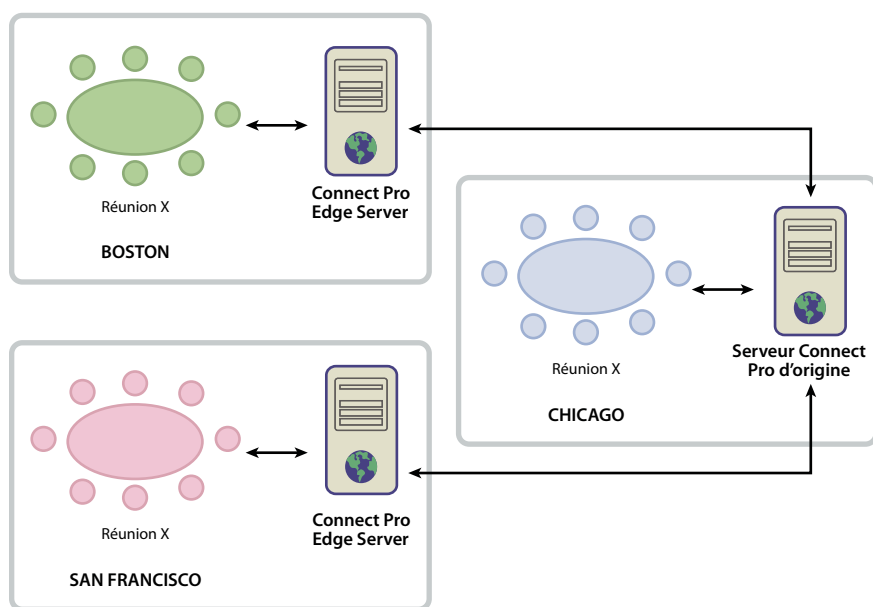 Réunion X
Connect Pro
Edge Server
BOSTON
Réunion X
Serveur Connect
Pro d'origine
CHICAGO
Réunion X
Connect Pro
Edge Server
SAN FRANCISCO